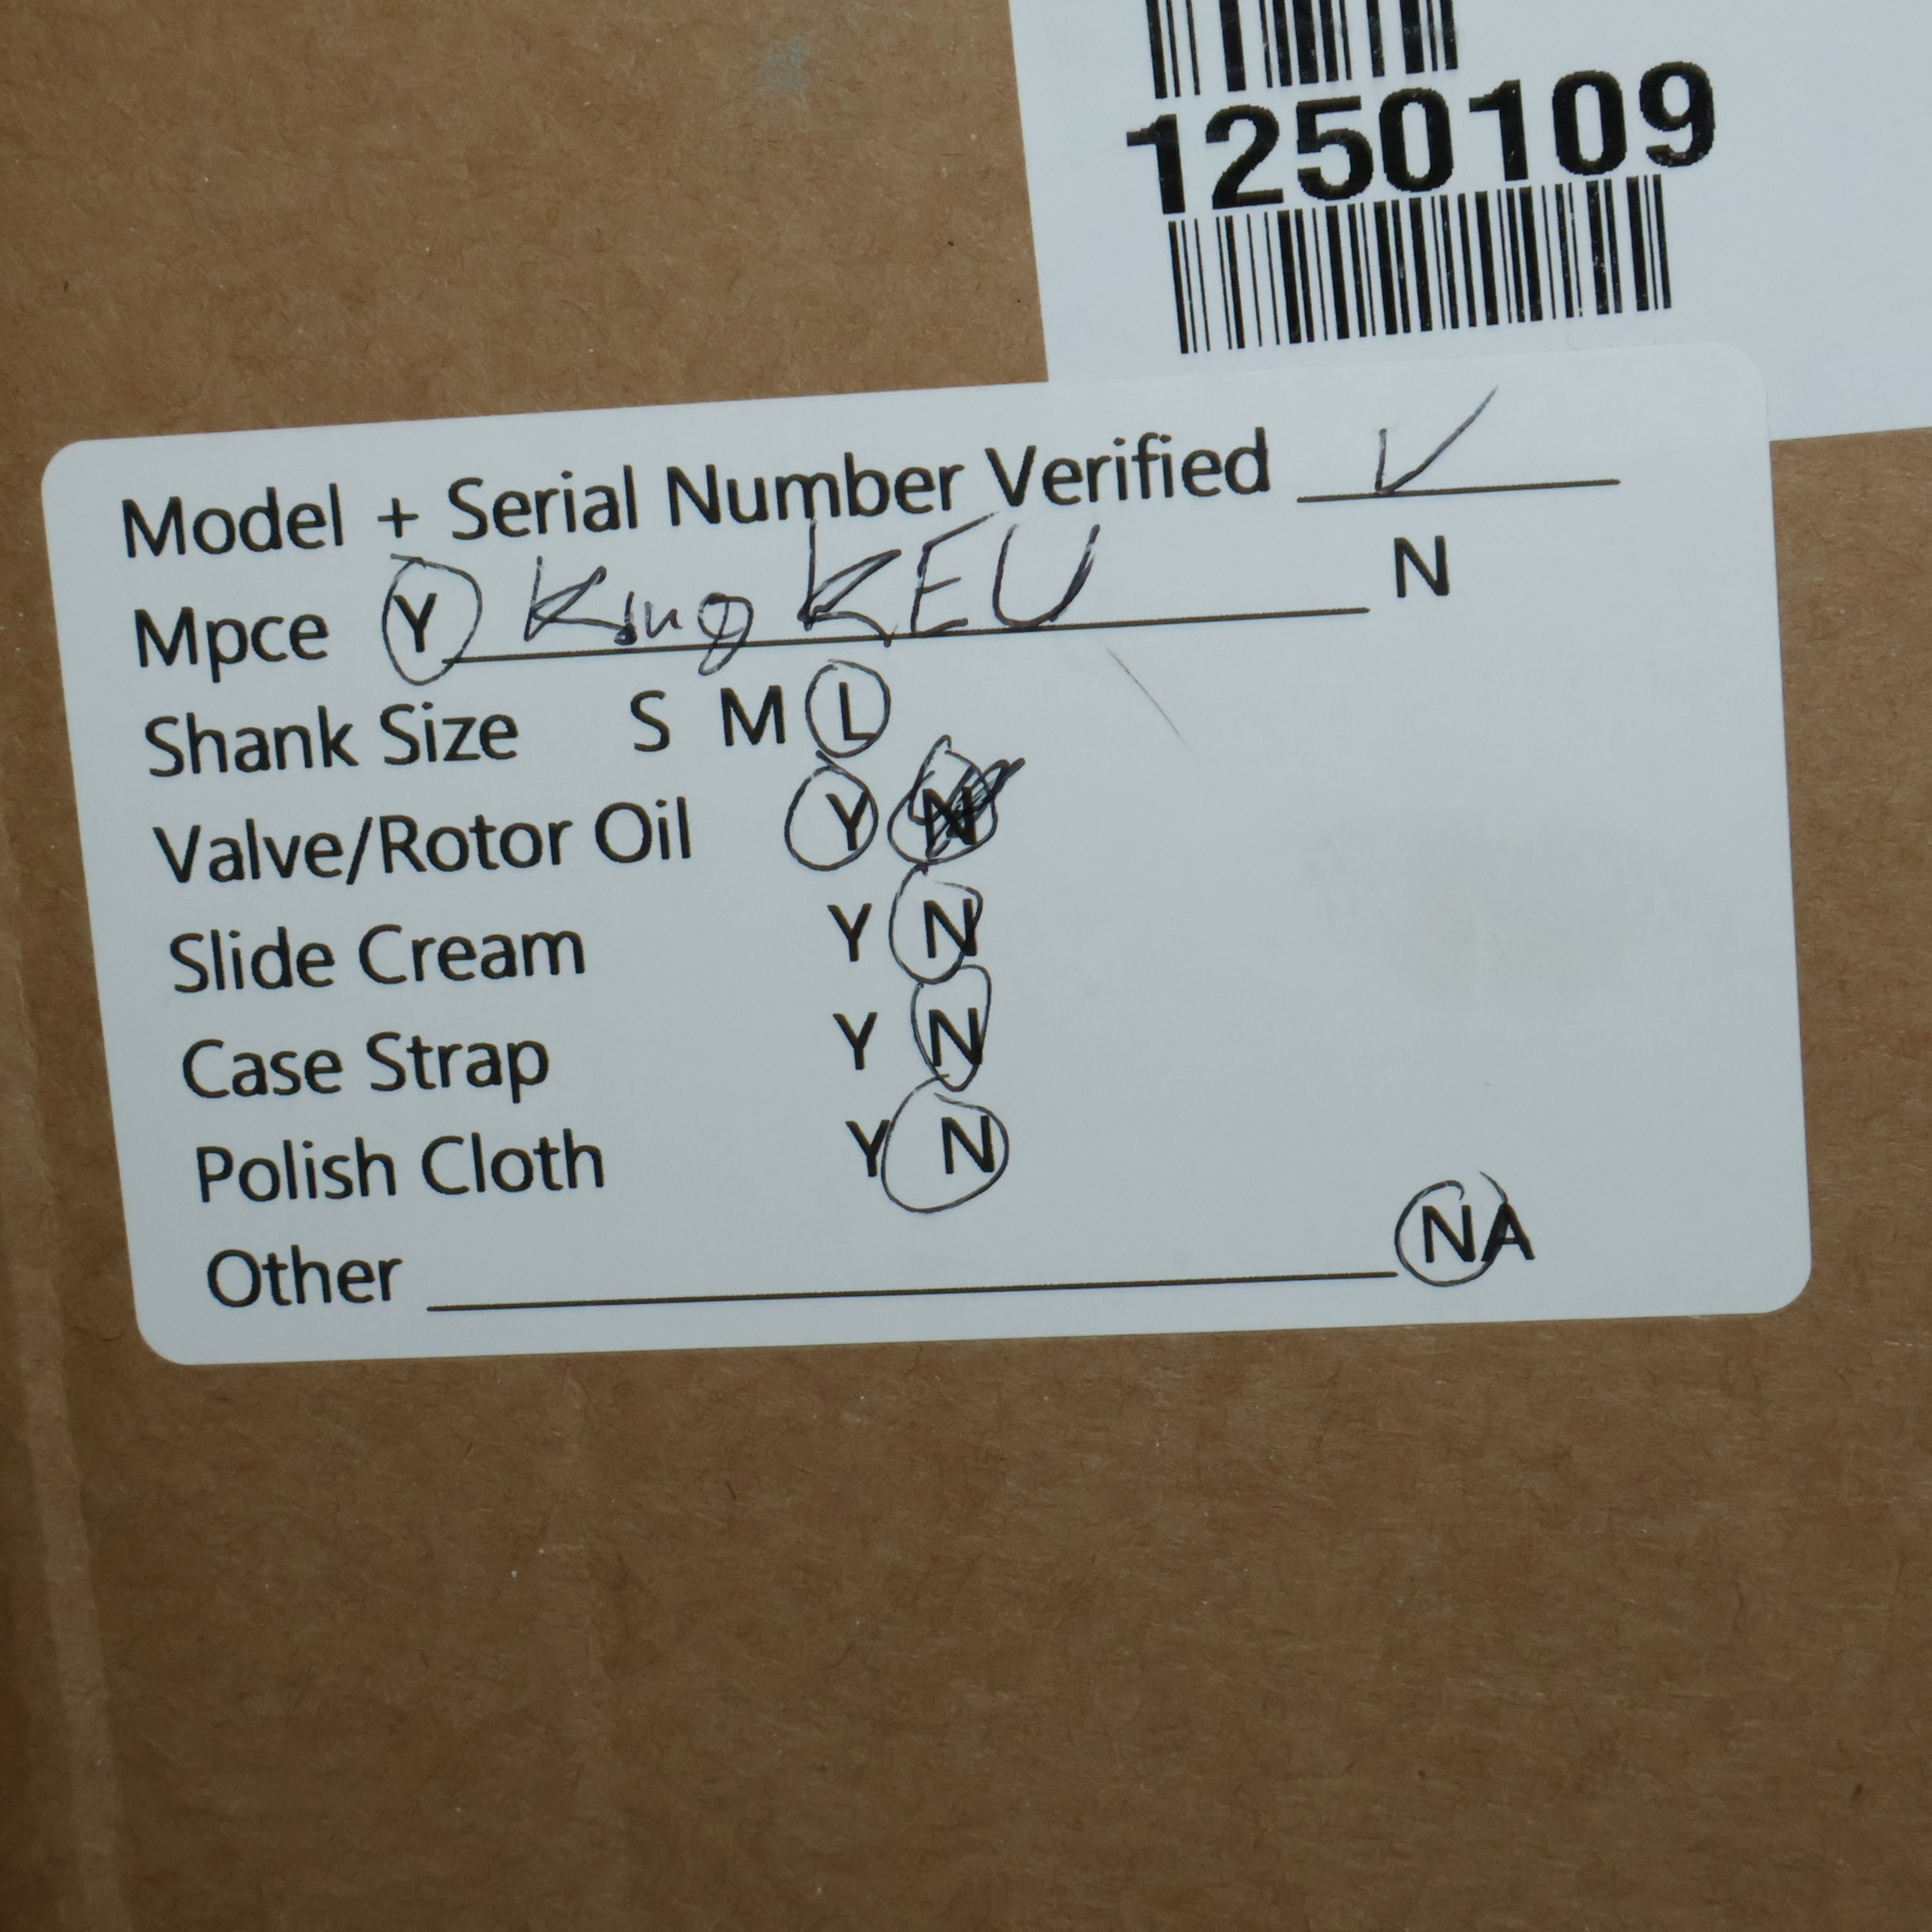 1250109
Model + Serial Number Verified ✓
Mpce Y King KEU N
Shank Size S M L
Valve/Rotor Oil Y N
Slide Cream Y N
Case Strap Y N
Polish Cloth Y N
Other NA